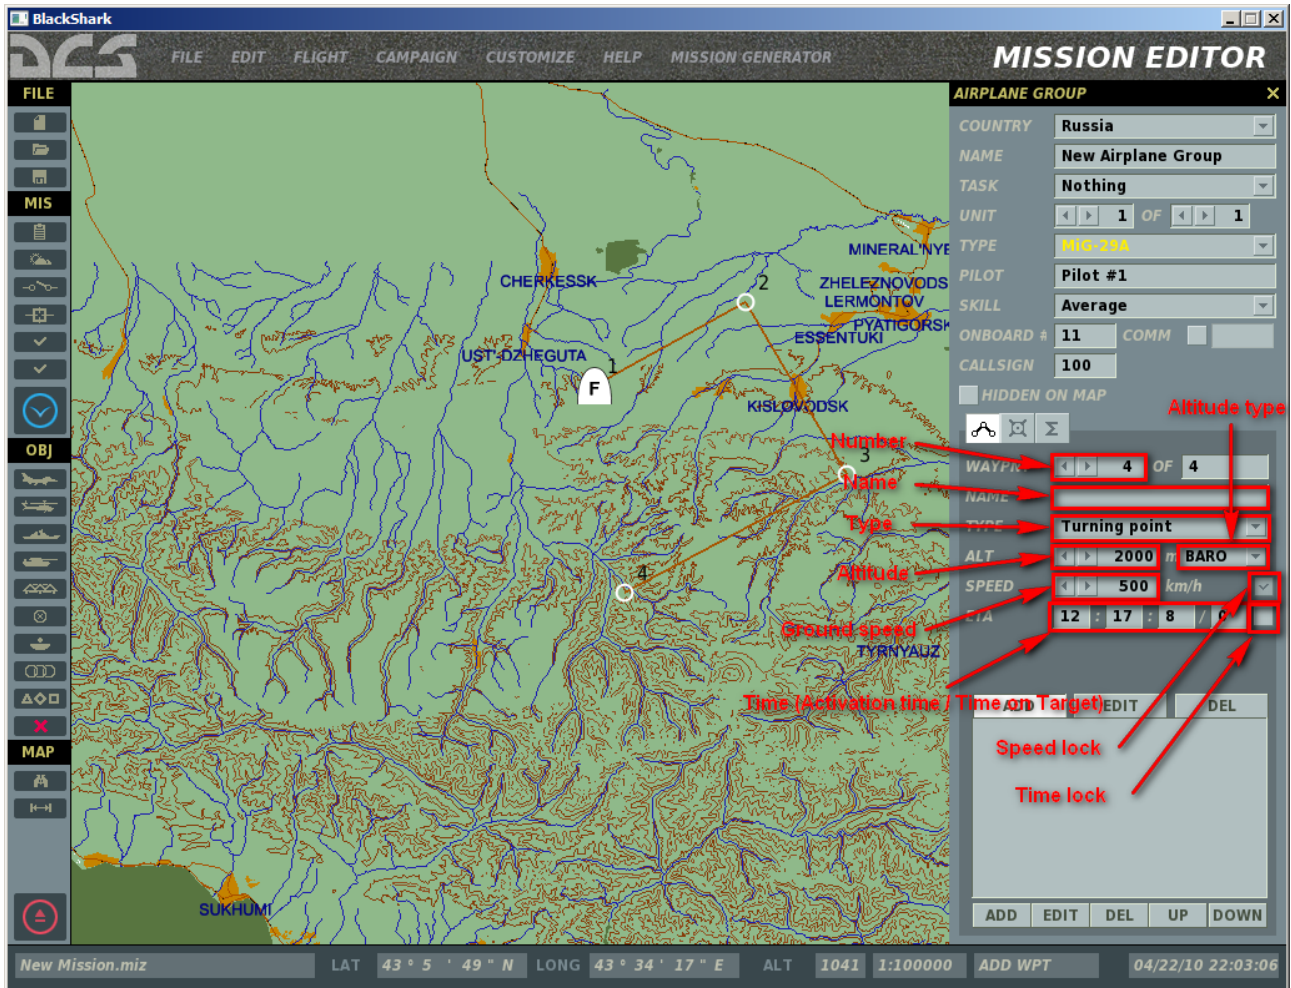 BlackShark
DCS FILE EDIT FLIGHT CAMPAIGN CUSTOMIZE HELP MISSION GENERATOR MISSION EDITOR
FILE
MIS
OBJ
MAP
MINERAL'NYE
CHERKESSK
2
ZHELEZNOVODS
LERMONTOV
PYATIGORSK
ESSENTUKI
UST'-DZHEGUTA
1
F
KISLOVODSK
3
4
TYRNYAUZ
SUKHUMI
AIRPLANE GROUP
COUNTRY Russia
NAME New Airplane Group
TASK Nothing
UNIT 1 OF 1
TYPE MiG-29A
PILOT Pilot #1
SKILL Average
ONBOARD # 11 COMM
CALLSIGN 100
HIDDEN ON MAP
Altitude type
Number
WAYP 4 OF 4
Name
NAME
Type
TYPE Turning point
ALT 2000 m BARO
Altitude
SPEED 500 km/h
ETA 12 : 17 : 8 / 0
Ground speed
Time (Activation time / Time on Target)
ADD EDIT DEL
Speed lock
Time lock
ADD EDIT DEL UP DOWN
New Mission.miz LAT 43 ° 5 ' 49 " N LONG 43 ° 34 ' 17 " E ALT 1041 1:100000 ADD WPT 04/22/10 22:03:06